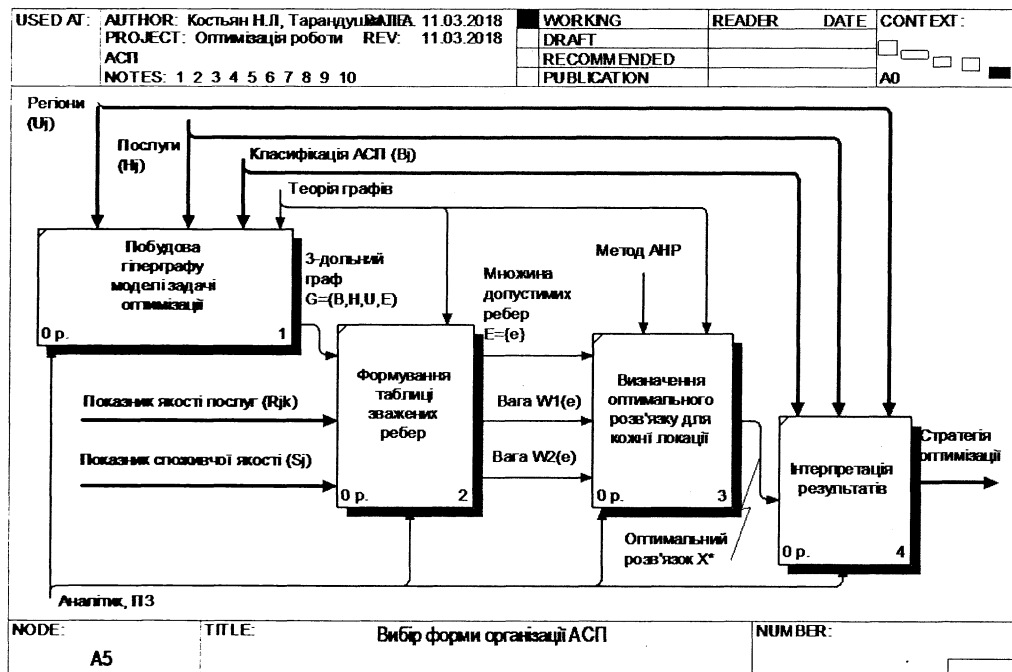 USED AT: AUTHOR: Костьян Н.Л, Тарандуш DATE: 11.03.2018 WORKING READER DATE CONTEXT:
PROJECT: Оптимізація роботи REV: 11.03.2018 DRAFT
АСП RECOMMENDED
NOTES: 1 2 3 4 5 6 7 8 9 10 PUBLICATION A0
Регіони
(Uj)
Послуги
(Hj)
Класифікація АСП (Bj)
Теорія графів
Побудова
гіперграфу
моделі задачі
оптимізації
0 р. 1
3-дольний
граф
G={B,H,U,E}
Множина
допустимих
ребер
E={e}
Метод АНР
Формування
таблиці
зважених
ребер
0 р. 2
Показник якості послуг (Rjk)
Показник споживчої якості (Sj)
Вага W1(e)
Вага W2(e)
Визначення
оптимального
розв'язку для
кожні локації
0 р. 3
Оптимальний
розв'язок X*
Інтерпретація
результатів
0 р. 4
Стратегія
оптимізації
Аналітик, ПЗ
NODE: TITLE: Вибір форми організації АСП NUMBER:
A5